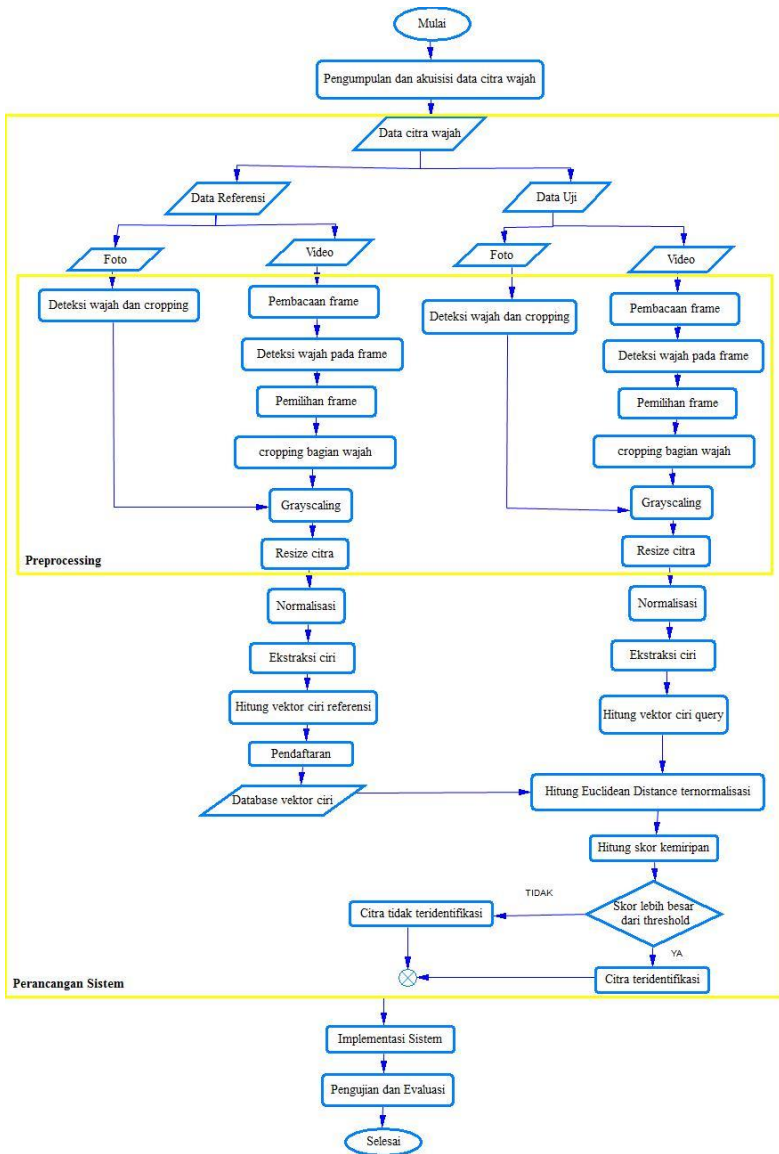 Mulai
Pengumpulan dan akuisisi data citra wajah
Data citra wajah
Data Referensi
Data Uji
Foto
Video
Foto
Video
Deteksi wajah dan cropping
Pembacaan frame
Deteksi wajah pada frame
Pemilihan frame
cropping bagian wajah
Grayscaling
Resize citra
Deteksi wajah dan cropping
Pembacaan frame
Deteksi wajah pada frame
Pemilihan frame
cropping bagian wajah
Grayscaling
Resize citra
Preprocessing
Normalisasi
Ekstraksi ciri
Hitung vektor ciri referensi
Pendaftaran
Database vektor ciri
Normalisasi
Ekstraksi ciri
Hitung vektor ciri query
Hitung Euclidean Distance ternormalisasi
Hitung skor kemiripan
Skor lebih besar
dari threshold
TIDAK
Citra tidak teridentifikasi
YA
Citra teridentifikasi
Perancangan Sistem
Implementasi Sistem
Pengujian dan Evaluasi
Selesai